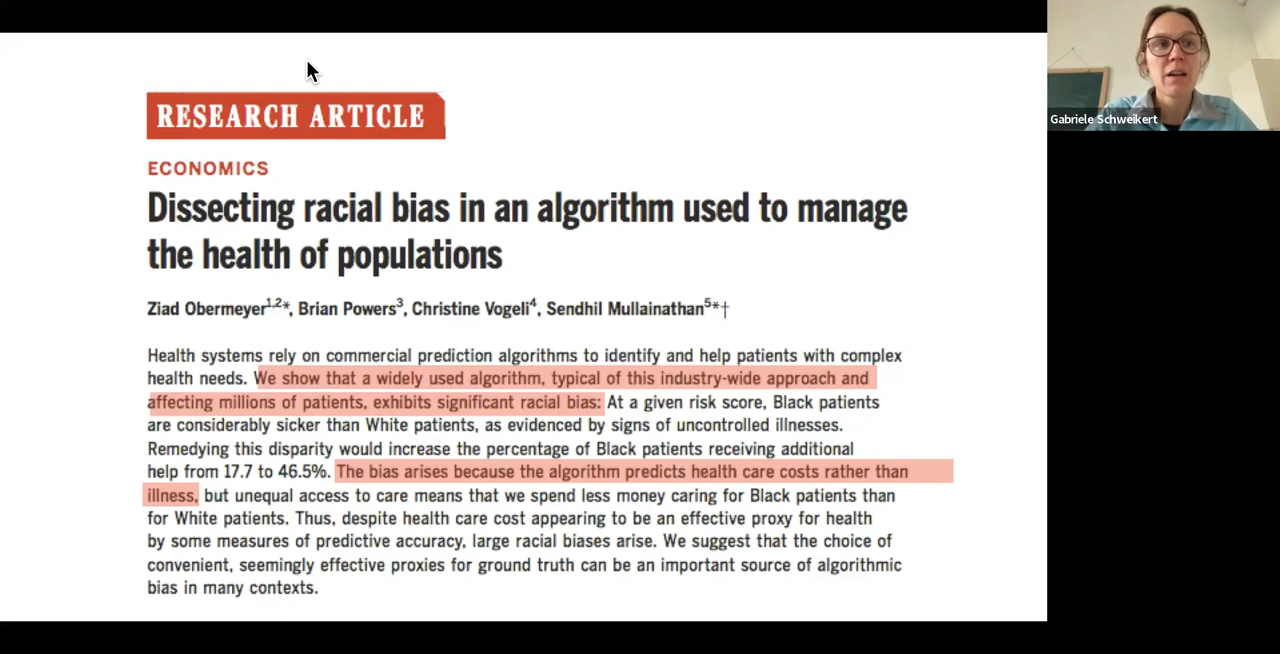 RESEARCH ARTICLE
ECONOMICS
Dissecting racial bias in an algorithm used to manage
the health of populations
Ziad Obermeyer1,2*, Brian Powers3, Christine Vogeli4, Sendhil Mullainathan5*†
Health systems rely on commercial prediction algorithms to identify and help patients with complex
health needs. We show that a widely used algorithm, typical of this industry-wide approach and
affecting millions of patients, exhibits significant racial bias: At a given risk score, Black patients
are considerably sicker than White patients, as evidenced by signs of uncontrolled illnesses.
Remedying this disparity would increase the percentage of Black patients receiving additional
help from 17.7 to 46.5%. The bias arises because the algorithm predicts health care costs rather than
illness, but unequal access to care means that we spend less money caring for Black patients than
for White patients. Thus, despite health care cost appearing to be an effective proxy for health
by some measures of predictive accuracy, large racial biases arise. We suggest that the choice of
convenient, seemingly effective proxies for ground truth can be an important source of algorithmic
bias in many contexts.
Gabriele Schweikert